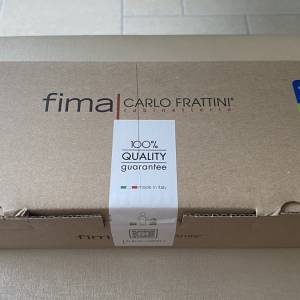 fima CARLO FRATTINI®
rubinetterie
100%
QUALITY
guarantee
made in Italy